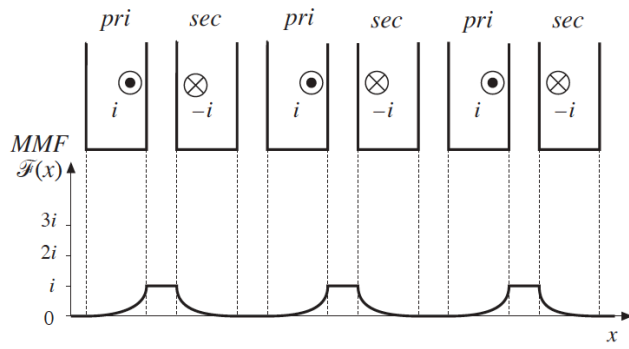 pri sec pri sec pri sec
i -i i -i i -i
MMF
ℱ(x)
3i
2i
i
0
x